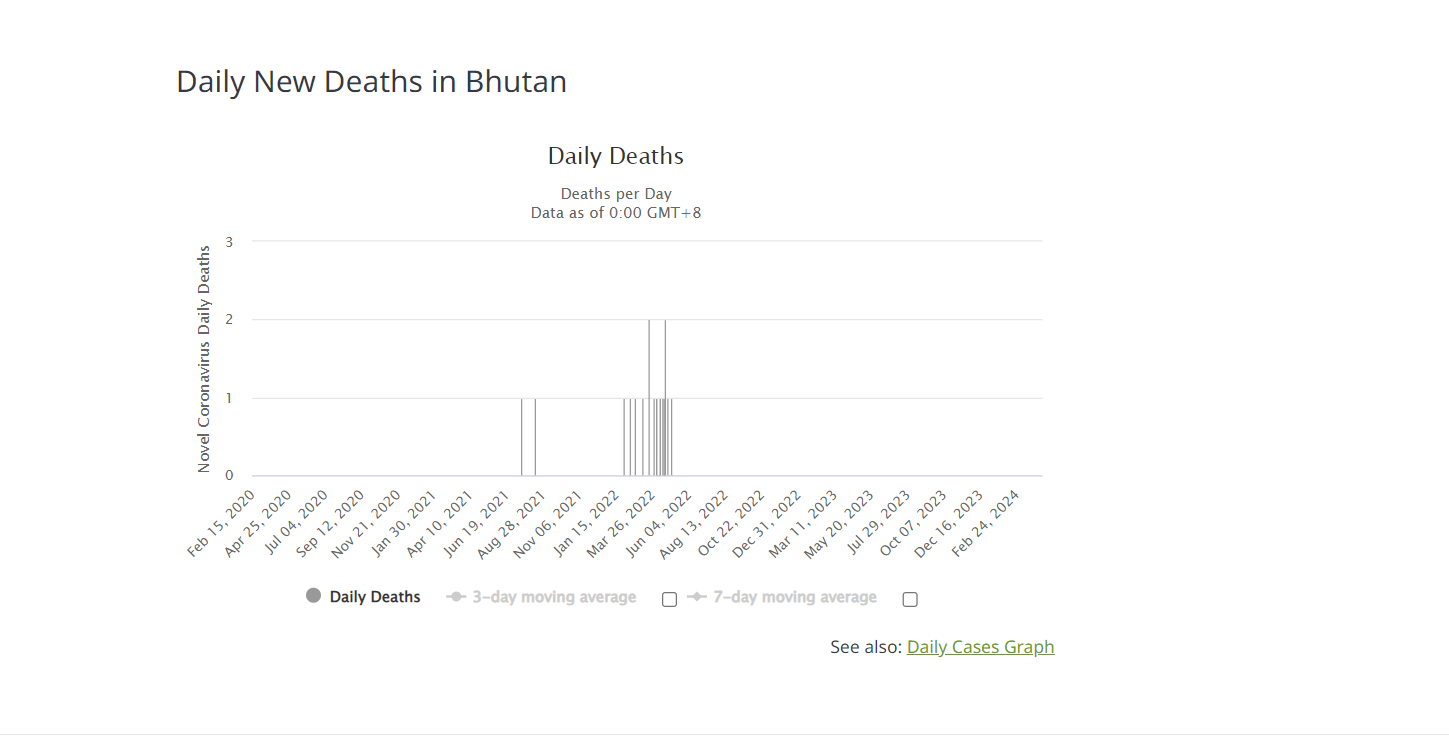 Daily New Deaths in Bhutan
Daily Deaths
Deaths per Day
Data as of 0:00 GMT+8
Novel Coronavirus Daily Deaths
3
2
1
0
Feb 15, 2020
Apr 25, 2020
Jul 04, 2020
Sep 12, 2020
Nov 21, 2020
Jan 30, 2021
Apr 10, 2021
Jun 19, 2021
Aug 28, 2021
Nov 06, 2021
Jan 15, 2022
Mar 26, 2022
Jun 04, 2022
Aug 13, 2022
Oct 22, 2022
Dec 31, 2022
Mar 11, 2023
May 20, 2023
Jul 29, 2023
Oct 07, 2023
Dec 16, 2023
Feb 24, 2024
Daily Deaths 3-day moving average 7-day moving average
See also: Daily Cases Graph